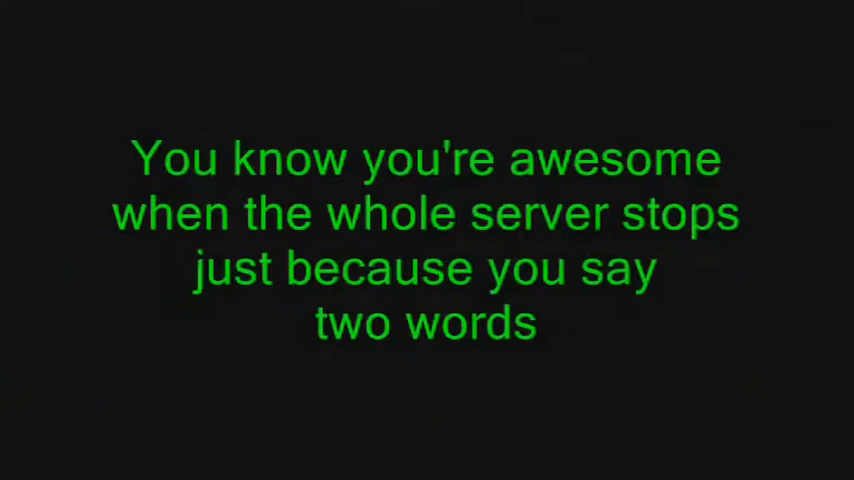 You know you're awesome
when the whole server stops
just because you say
two words